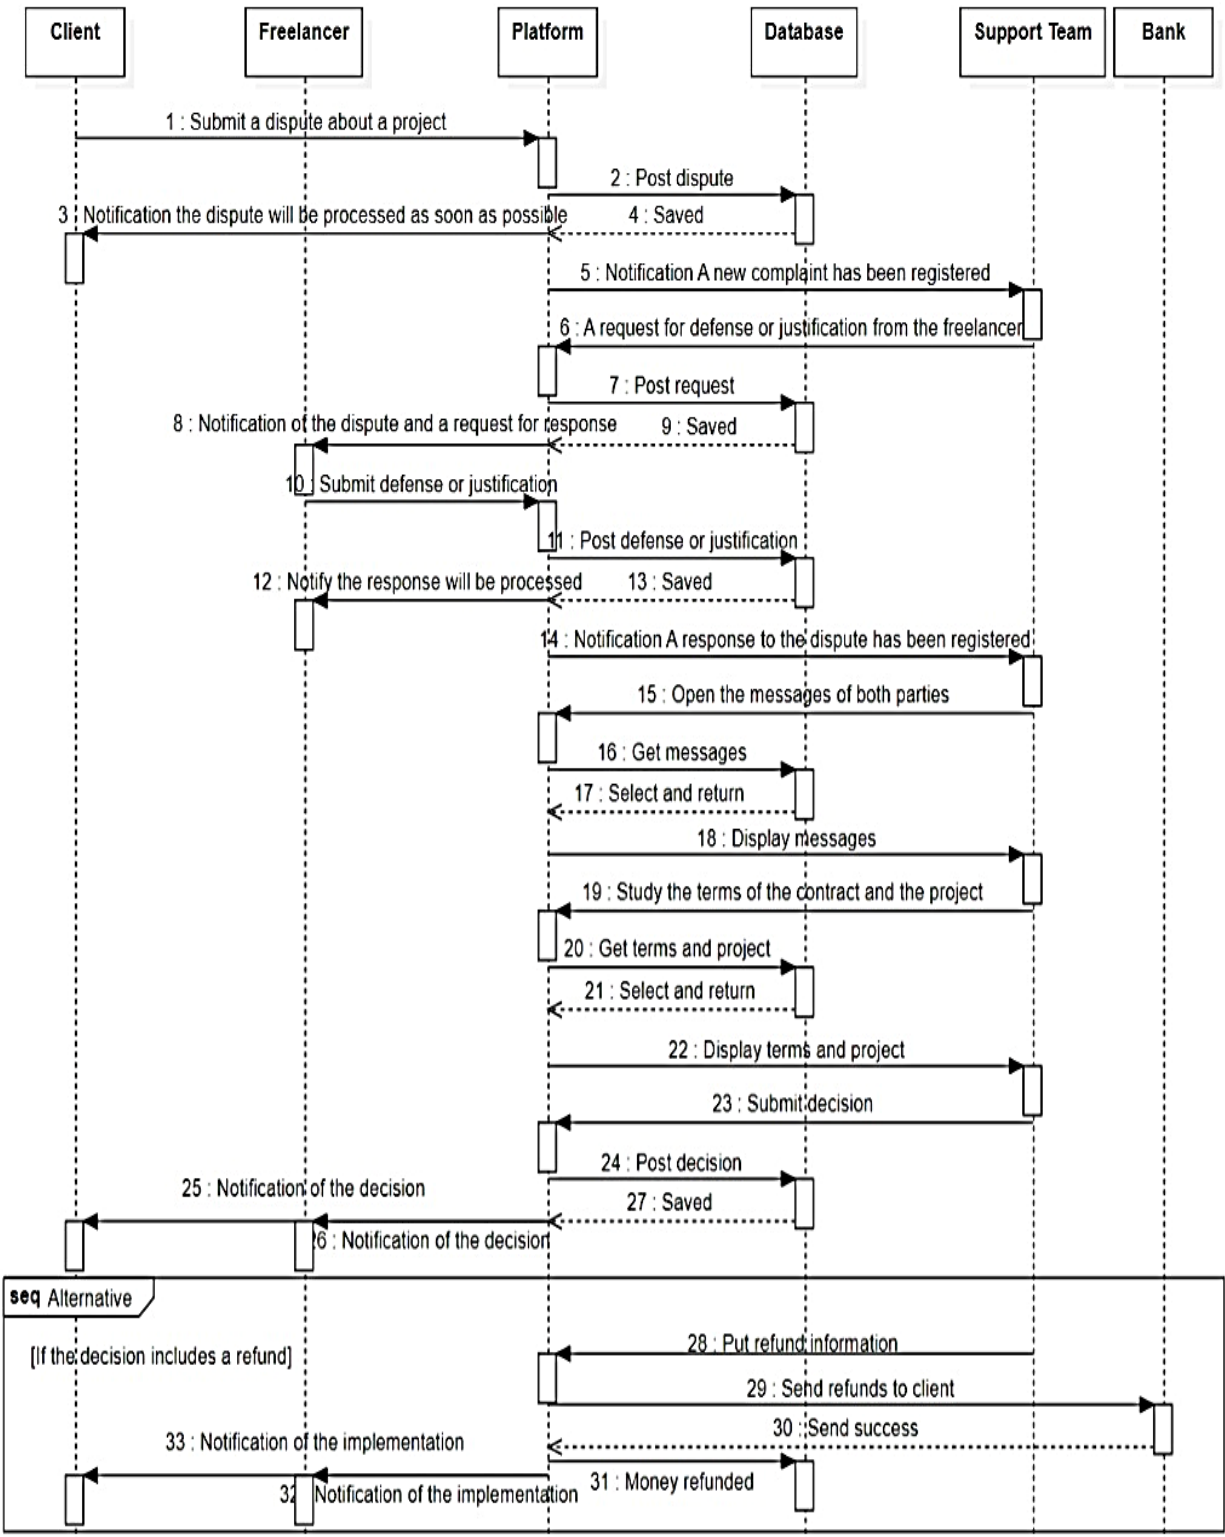 Client
Freelancer
Platform
Database
Support Team
Bank
1 : Submit a dispute about a project
2 : Post dispute
3 : Notification the dispute will be processed as soon as possible
4 : Saved
5 : Notification A new complaint has been registered
6 : A request for defense or justification from the freelancer
7 : Post request
8 : Notification of the dispute and a request for response
9 : Saved
10 : Submit defense or justification
11 : Post defense or justification
12 : Notify the response will be processed
13 : Saved
14 : Notification A response to the dispute has been registered
15 : Open the messages of both parties
16 : Get messages
17 : Select and return
18 : Display messages
19 : Study the terms of the contract and the project
20 : Get terms and project
21 : Select and return
22 : Display terms and project
23 : Submit decision
24 : Post decision
25 : Notification of the decision
27 : Saved
26 : Notification of the decision
seq Alternative
[If the decision includes a refund]
28 : Put refund information
29 : Send refunds to client
30 : Send success
33 : Notification of the implementation
31 : Money refunded
32 : Notification of the implementation